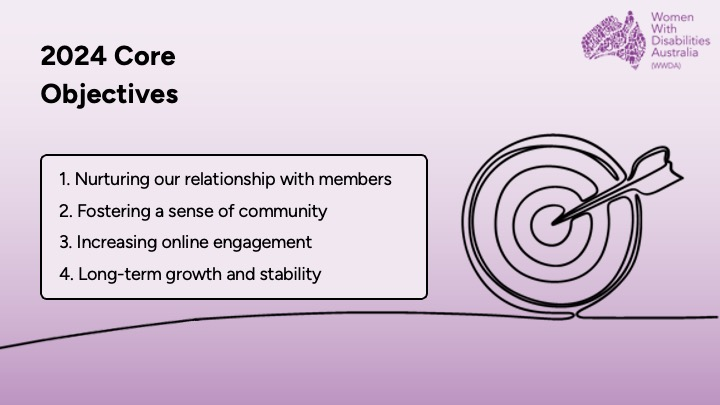 Women
With
Disabilities
Australia
(WWDA)
2024 Core
Objectives
1. Nurturing our relationship with members
2. Fostering a sense of community
3. Increasing online engagement
4. Long-term growth and stability